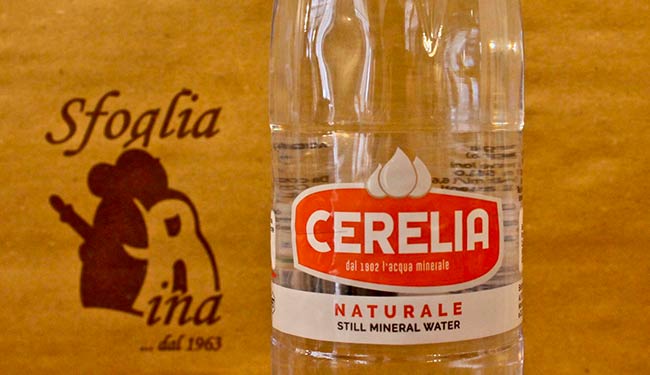 Sfoglia
Rina
... dal 1963
CERELIA
dal 1902 l'acqua minerale
NATURALE
STILL MINERAL WATER